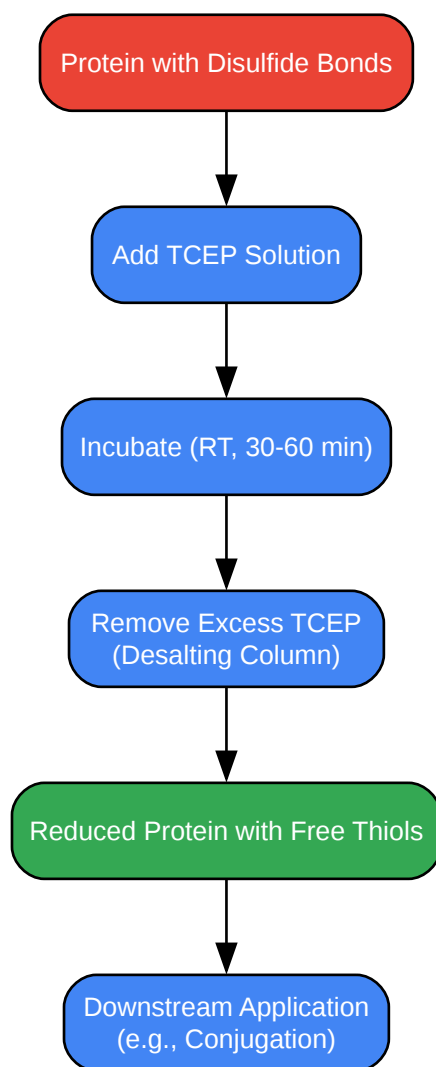 Protein with Disulfide Bonds
Add TCEP Solution
Incubate (RT, 30-60 min)
Remove Excess TCEP
(Desalting Column)
Reduced Protein with Free Thiols
Downstream Application
(e.g., Conjugation)